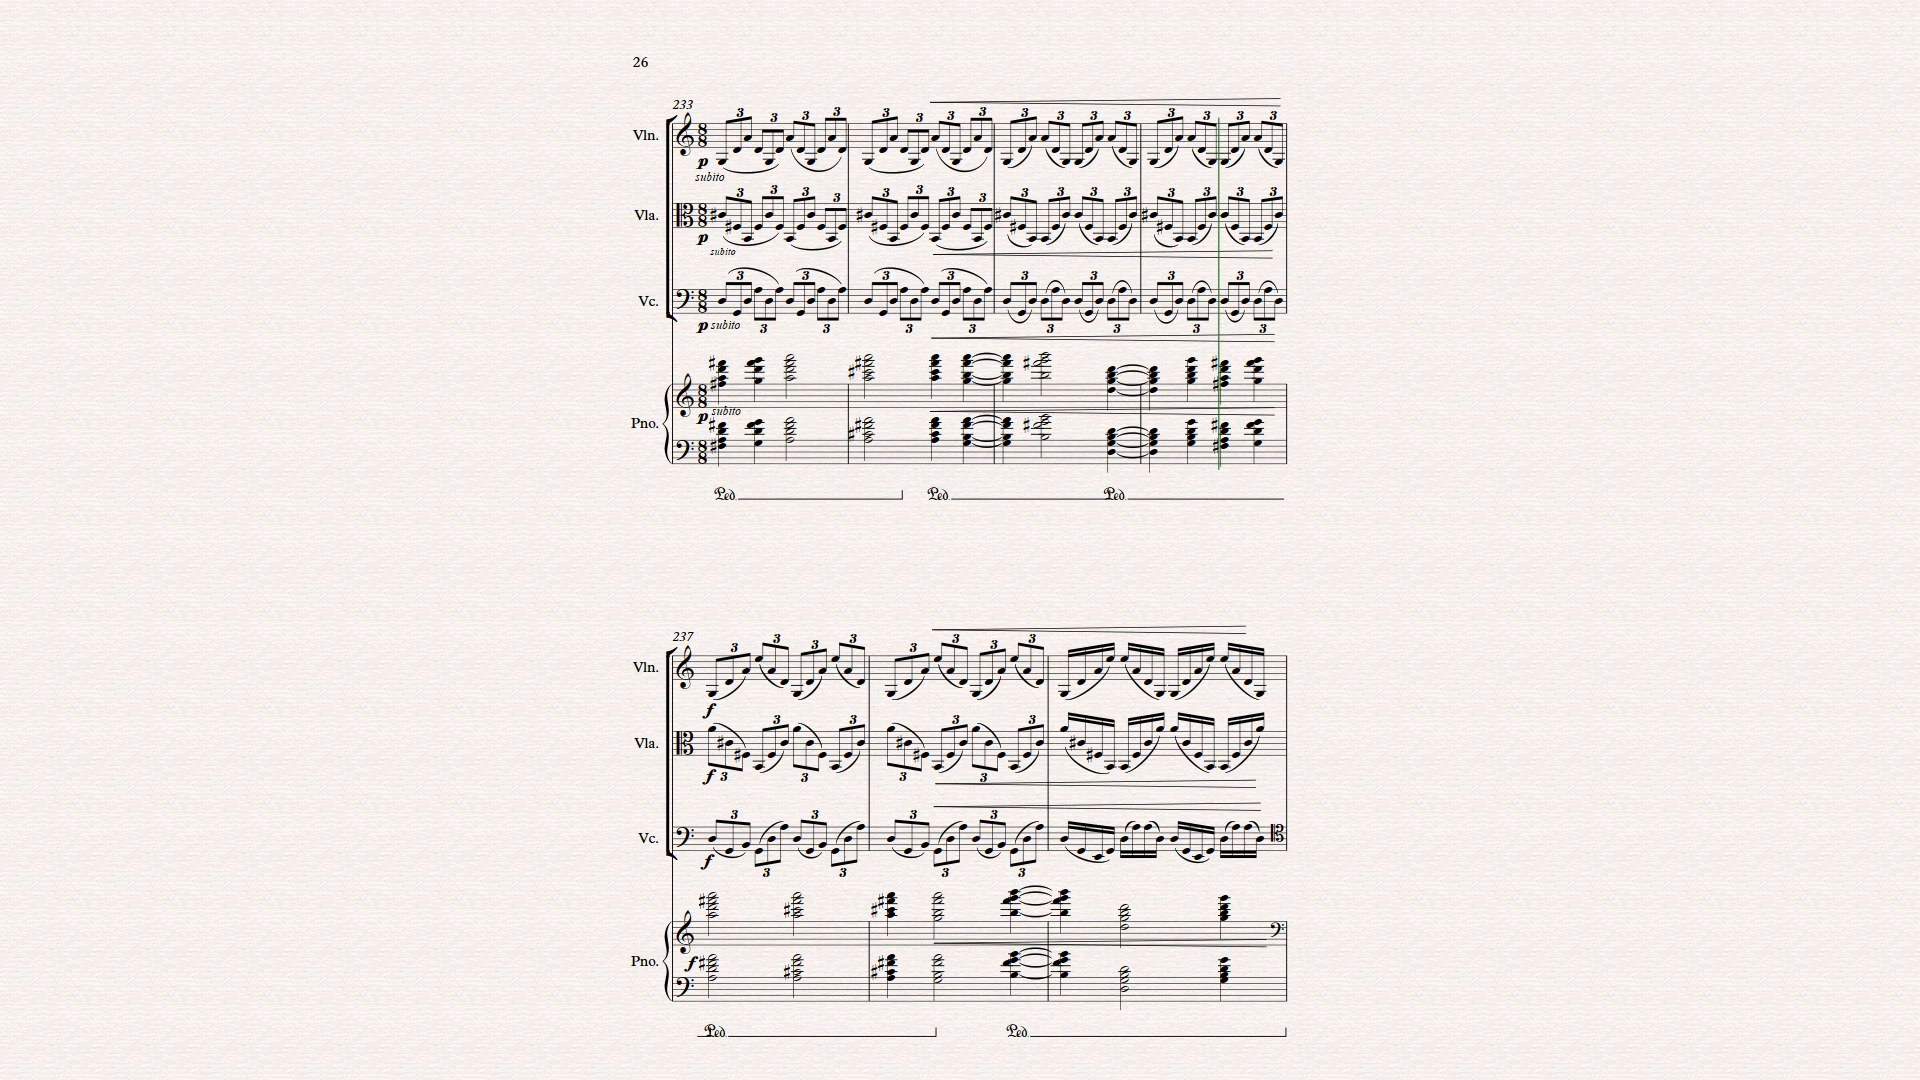 26
233
Vln.
p
subito
Vla.
p
subito
Vc.
p subito
Pno.
p subito
Ped Ped Ped
237
Vln.
f
Vla.
f
Vc.
f
Pno.
f
Ped Ped